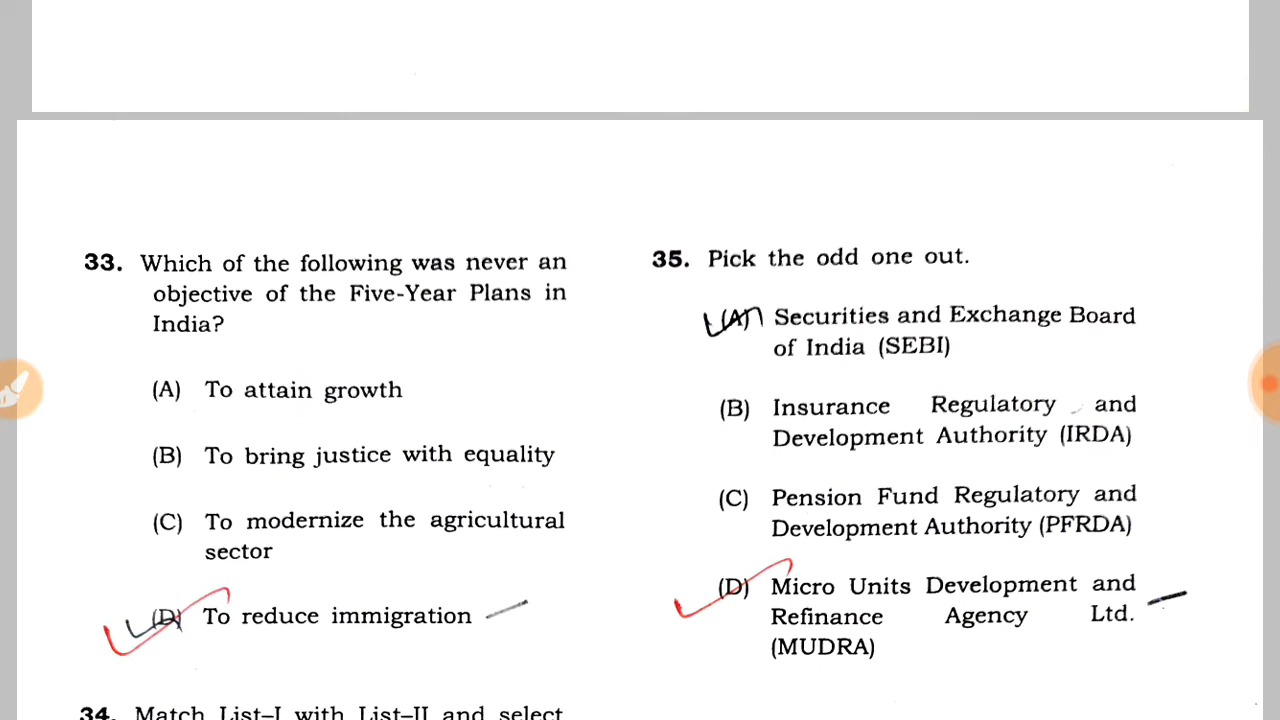 33. Which of the following was never an
objective of the Five-Year Plans in
India?
(A) To attain growth
(B) To bring justice with equality
(C) To modernize the agricultural
sector
(D) To reduce immigration
34. Match List-I with List-II and select
35. Pick the odd one out.
(A) Securities and Exchange Board
of India (SEBI)
(B) Insurance Regulatory and
Development Authority (IRDA)
(C) Pension Fund Regulatory and
Development Authority (PFRDA)
(D) Micro Units Development and
Refinance Agency Ltd.
(MUDRA)